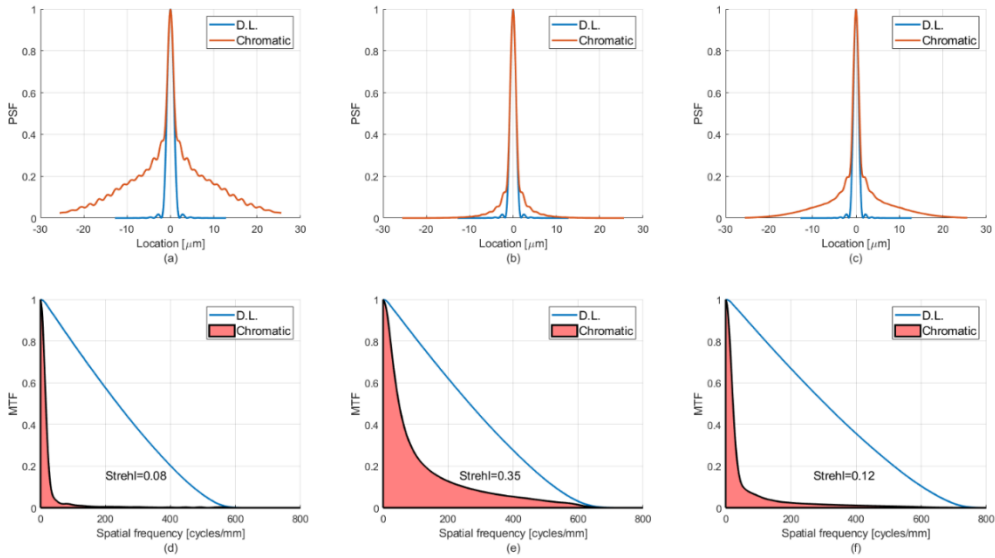 D.L.
Chromatic
PSF
1
0.8
0.6
0.4
0.2
0
-30 -20 -10 0 10 20 30
Location [μm]
(a)
D.L.
Chromatic
PSF
1
0.8
0.6
0.4
0.2
0
-30 -20 -10 0 10 20 30
Location [μm]
(b)
D.L.
Chromatic
PSF
1
0.8
0.6
0.4
0.2
0
-30 -20 -10 0 10 20 30
Location [μm]
(c)
D.L.
Chromatic
MTF
1
0.8
0.6
0.4
0.2
0
Strehl=0.08
0 200 400 600 800
Spatial frequency [cycles/mm]
(d)
D.L.
Chromatic
MTF
1
0.8
0.6
0.4
0.2
0
Strehl=0.35
0 200 400 600 800
Spatial frequency [cycles/mm]
(e)
D.L.
Chromatic
MTF
1
0.8
0.6
0.4
0.2
0
Strehl=0.12
0 200 400 600 800
Spatial frequency [cycles/mm]
(f)